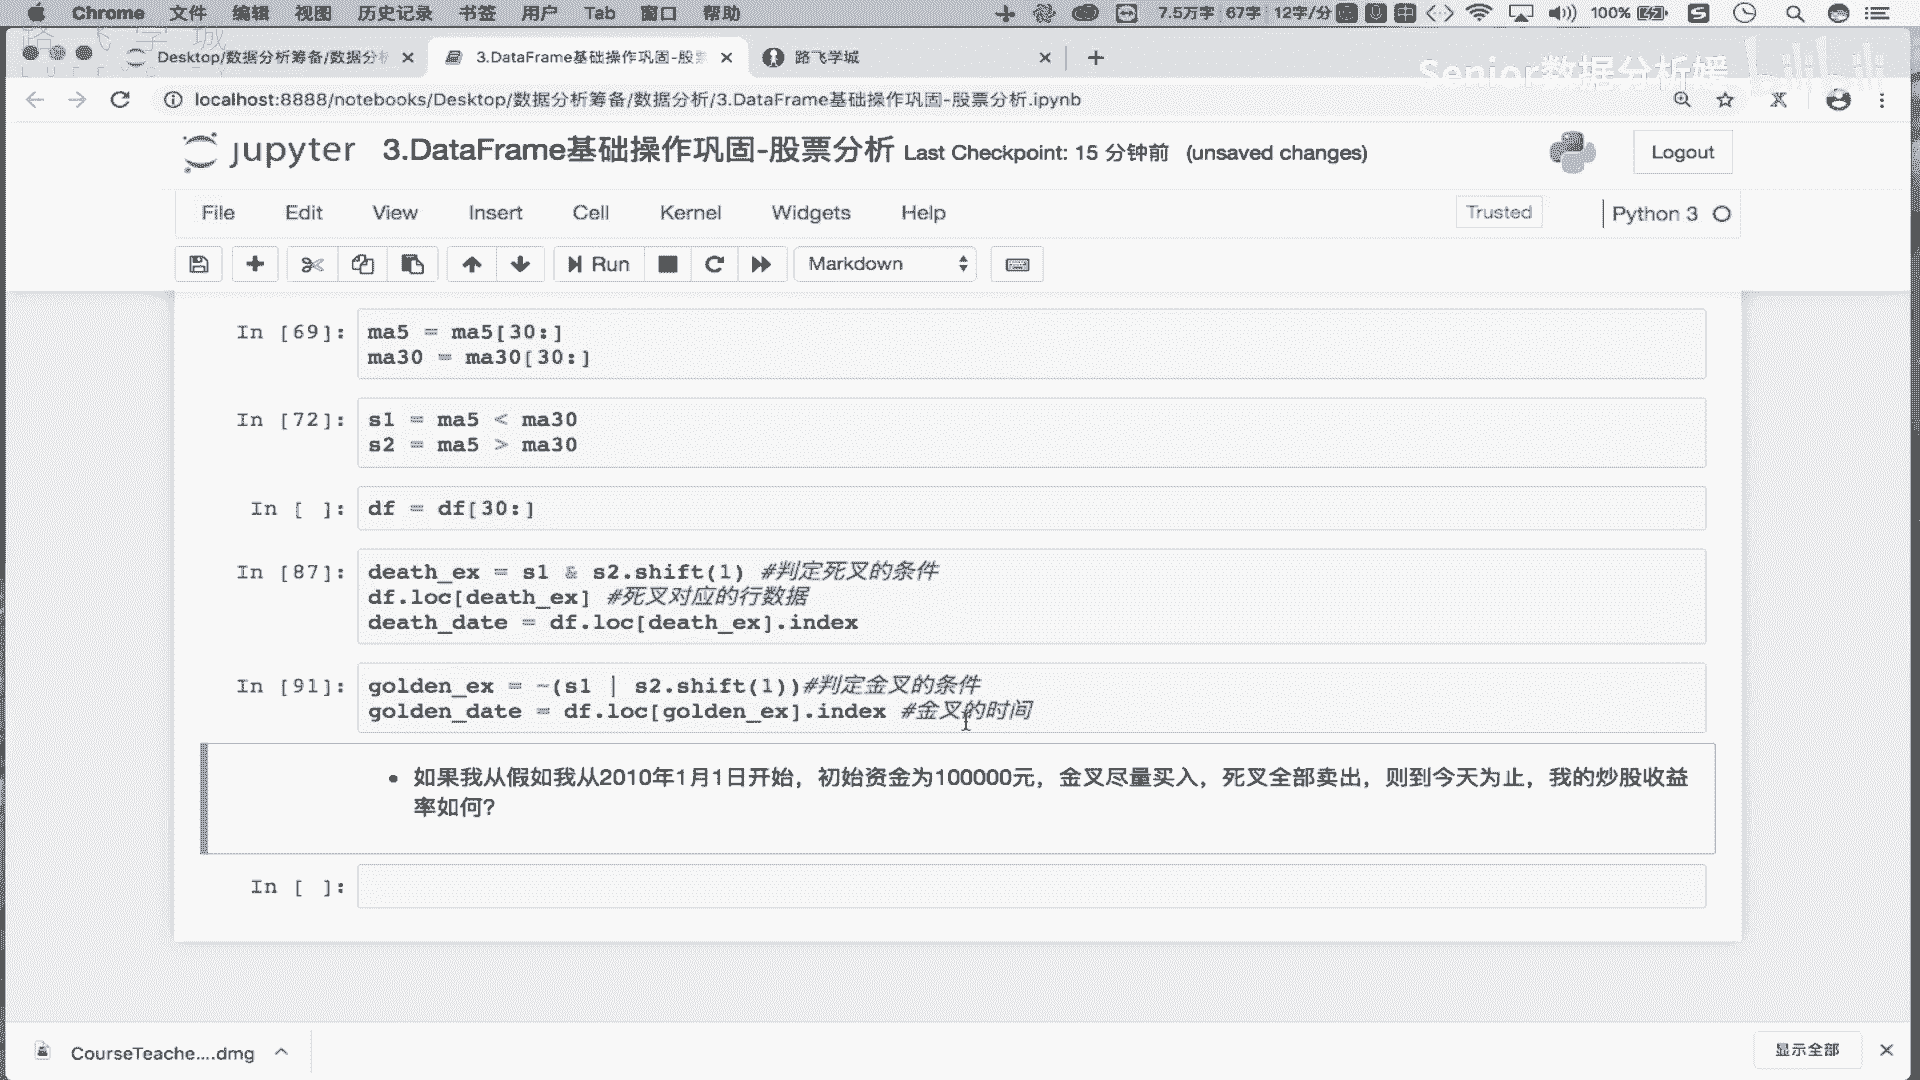 Chrome 文件 编辑 视图 历史记录 书签 用户 Tab 窗口 帮助 7.5万字 67字 12字/分 100%
Desktop/数据分析筹备/数据分析
3.DataFrame基础操作巩固-股票
路飞学城
Senior数据分析媛 bilibili
localhost:8888/notebooks/Desktop/数据分析筹备/数据分析/3.DataFrame基础操作巩固-股票分析.ipynb
jupyter 3.DataFrame基础操作巩固-股票分析 Last Checkpoint: 15 分钟前 (unsaved changes)
Logout
File Edit View Insert Cell Kernel Widgets Help Trusted Python 3
Run Markdown
In [69]: ma5 = ma5[30:]
ma30 = ma30[30:]
In [72]: s1 = ma5 < ma30
s2 = ma5 > ma30
In [ ]: df = df[30:]
In [87]: death_ex = s1 & s2.shift(1) #判定死叉的条件
df.loc[death_ex] #死叉对应的行数据
death_date = df.loc[death_ex].index
In [91]: golden_ex = ~(s1 | s2.shift(1))#判定金叉的条件
golden_date = df.loc[golden_ex].index #金叉的时间
如果我从假如我从2010年1月1日开始，初始资金为100000元，金叉尽量买入，死叉全部卖出，则到今天为止，我的炒股收益
率如何?
In [ ]:
CourseTeache....dmg
显示全部